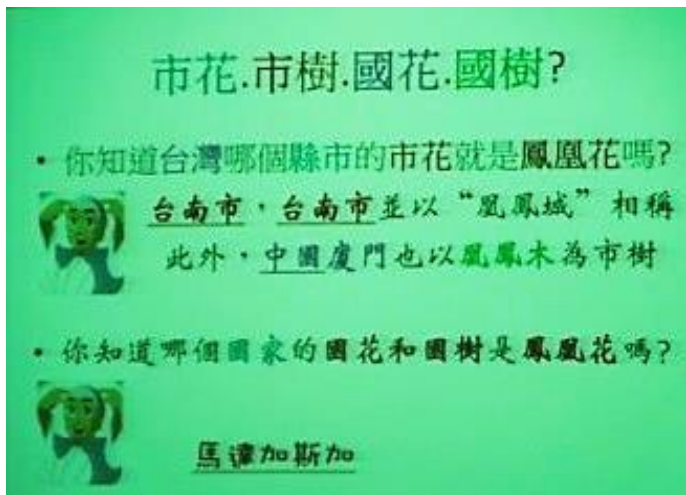 市花.市樹.國花.國樹?
• 你知道台灣哪個縣市的市花就是鳳凰花嗎?
台南市，台南市並以“凰鳳城”相稱
此外，中國廈門也以凰鳳木為市樹
• 你知道哪個國家的國花和國樹是鳳凰花嗎?
馬達加斯加